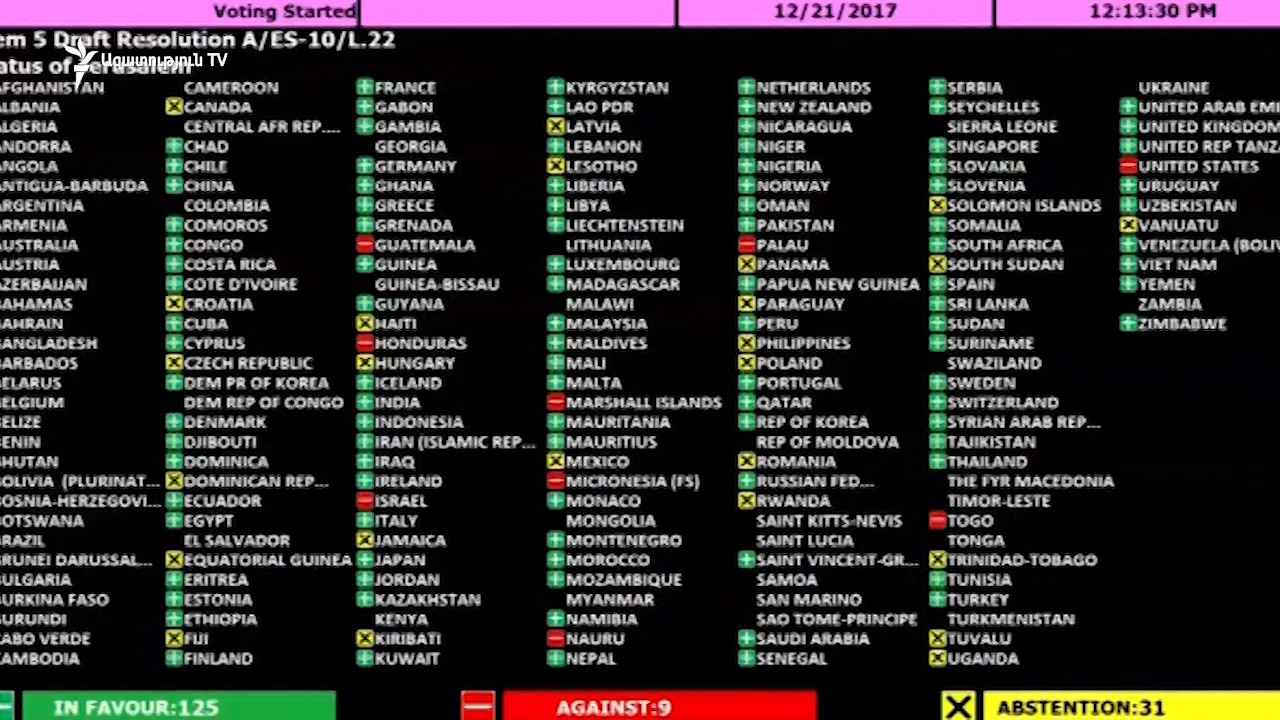 Voting Started
12/21/2017
12:13:30 PM
em 5 Draft Resolution A/ES-10/L.22
Ազատություն TV
atus of Jerusalem
AFGHANISTAN
ALBANIA
ALGERIA
ANDORRA
ANGOLA
ANTIGUA-BARBUDA
ARGENTINA
ARMENIA
AUSTRALIA
AUSTRIA
AZERBAIJAN
BAHAMAS
BAHRAIN
BANGLADESH
BARBADOS
BELARUS
BELGIUM
BELIZE
BENIN
BHUTAN
BOLIVIA (PLURINAT...
BOSNIA-HERZEGOVI...
BOTSWANA
BRAZIL
BRUNEI DARUSSAL...
BULGARIA
BURKINA FASO
BURUNDI
CABO VERDE
CAMBODIA
CAMEROON
CANADA
CENTRAL AFR REP....
CHAD
CHILE
CHINA
COLOMBIA
COMOROS
CONGO
COSTA RICA
COTE D'IVOIRE
CROATIA
CUBA
CYPRUS
CZECH REPUBLIC
DEM PR OF KOREA
DEM REP OF CONGO
DENMARK
DJIBOUTI
DOMINICA
DOMINICAN REP...
ECUADOR
EGYPT
EL SALVADOR
EQUATORIAL GUINEA
ERITREA
ESTONIA
ETHIOPIA
FIJI
FINLAND
FRANCE
GABON
GAMBIA
GEORGIA
GERMANY
GHANA
GREECE
GRENADA
GUATEMALA
GUINEA
GUINEA-BISSAU
GUYANA
HAITI
HONDURAS
HUNGARY
ICELAND
INDIA
INDONESIA
IRAN (ISLAMIC REP...
IRAQ
IRELAND
ISRAEL
ITALY
JAMAICA
JAPAN
JORDAN
KAZAKHSTAN
KENYA
KIRIBATI
KUWAIT
KYRGYZSTAN
LAO PDR
LATVIA
LEBANON
LESOTHO
LIBERIA
LIBYA
LIECHTENSTEIN
LITHUANIA
LUXEMBOURG
MADAGASCAR
MALAWI
MALAYSIA
MALDIVES
MALI
MALTA
MARSHALL ISLANDS
MAURITANIA
MAURITIUS
MEXICO
MICRONESIA (FS)
MONACO
MONGOLIA
MONTENEGRO
MOROCCO
MOZAMBIQUE
MYANMAR
NAMIBIA
NAURU
NEPAL
NETHERLANDS
NEW ZEALAND
NICARAGUA
NIGER
NIGERIA
NORWAY
OMAN
PAKISTAN
PALAU
PANAMA
PAPUA NEW GUINEA
PARAGUAY
PERU
PHILIPPINES
POLAND
PORTUGAL
QATAR
REP OF KOREA
REP OF MOLDOVA
ROMANIA
RUSSIAN FED...
RWANDA
SAINT KITTS-NEVIS
SAINT LUCIA
SAINT VINCENT-GR...
SAMOA
SAN MARINO
SAO TOME-PRINCIPE
SAUDI ARABIA
SENEGAL
SERBIA
SEYCHELLES
SIERRA LEONE
SINGAPORE
SLOVAKIA
SLOVENIA
SOLOMON ISLANDS
SOMALIA
SOUTH AFRICA
SOUTH SUDAN
SPAIN
SRI LANKA
SUDAN
SURINAME
SWAZILAND
SWEDEN
SWITZERLAND
SYRIAN ARAB REP...
TAJIKISTAN
THAILAND
THE FYR MACEDONIA
TIMOR-LESTE
TOGO
TONGA
TRINIDAD-TOBAGO
TUNISIA
TURKEY
TURKMENISTAN
TUVALU
UGANDA
UKRAINE
UNITED ARAB EMI
UNITED KINGDOM
UNITED REP TANZA
UNITED STATES
URUGUAY
UZBEKISTAN
VANUATU
VENEZUELA (BOLIV
VIET NAM
YEMEN
ZAMBIA
ZIMBABWE
IN FAVOUR:125
AGAINST:9
ABSTENTION:31